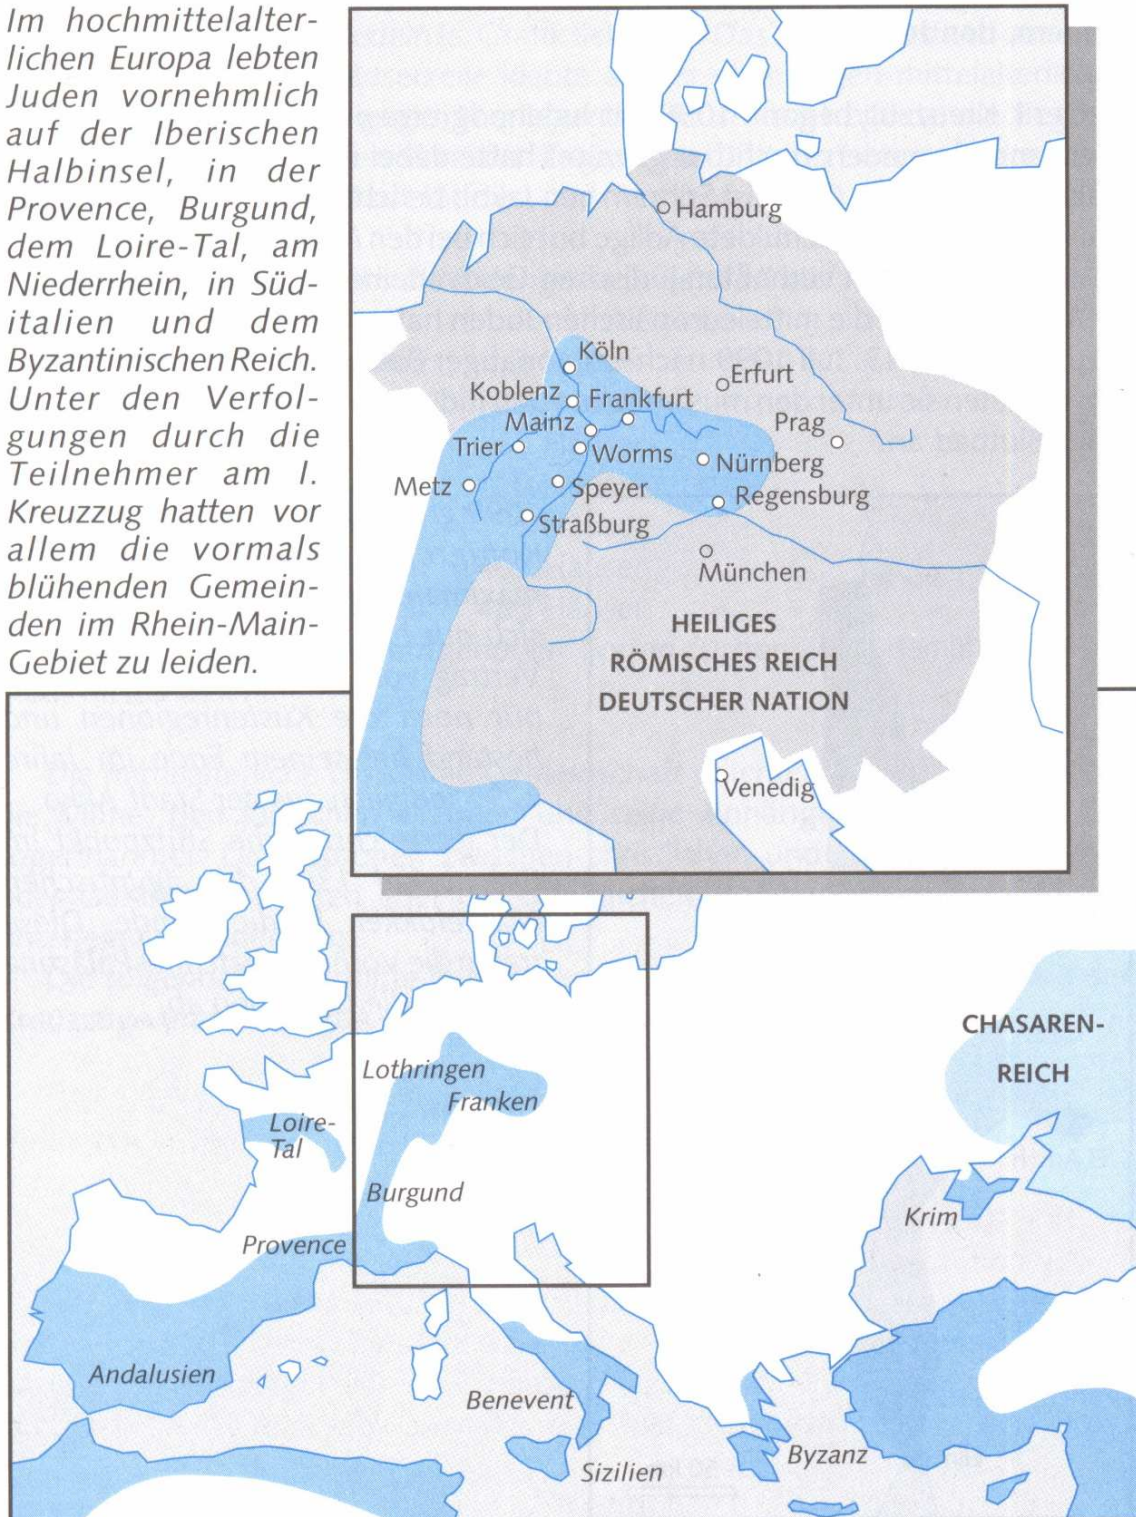 Im hochmittelalter-
lichen Europa lebten
Juden vornehmlich
auf der Iberischen
Halbinsel, in der
Provence, Burgund,
dem Loire-Tal, am
Niederrhein, in Süd-
italien und dem
Byzantinischen Reich.
Unter den Verfol-
gungen durch die
Teilnehmer am I.
Kreuzzug hatten vor
allem die vormals
blühenden Gemein-
den im Rhein-Main-
Gebiet zu leiden.
Hamburg
Köln
Erfurt
Koblenz
Frankfurt
Mainz
Prag
Trier
Worms
Nürnberg
Metz
Speyer
Regensburg
Straßburg
München
HEILIGES
RÖMISCHES REICH
DEUTSCHER NATION
Venedig
CHASAREN-
REICH
Lothringen
Franken
Loire-
Tal
Burgund
Krim
Provence
Andalusien
Benevent
Byzanz
Sizilien